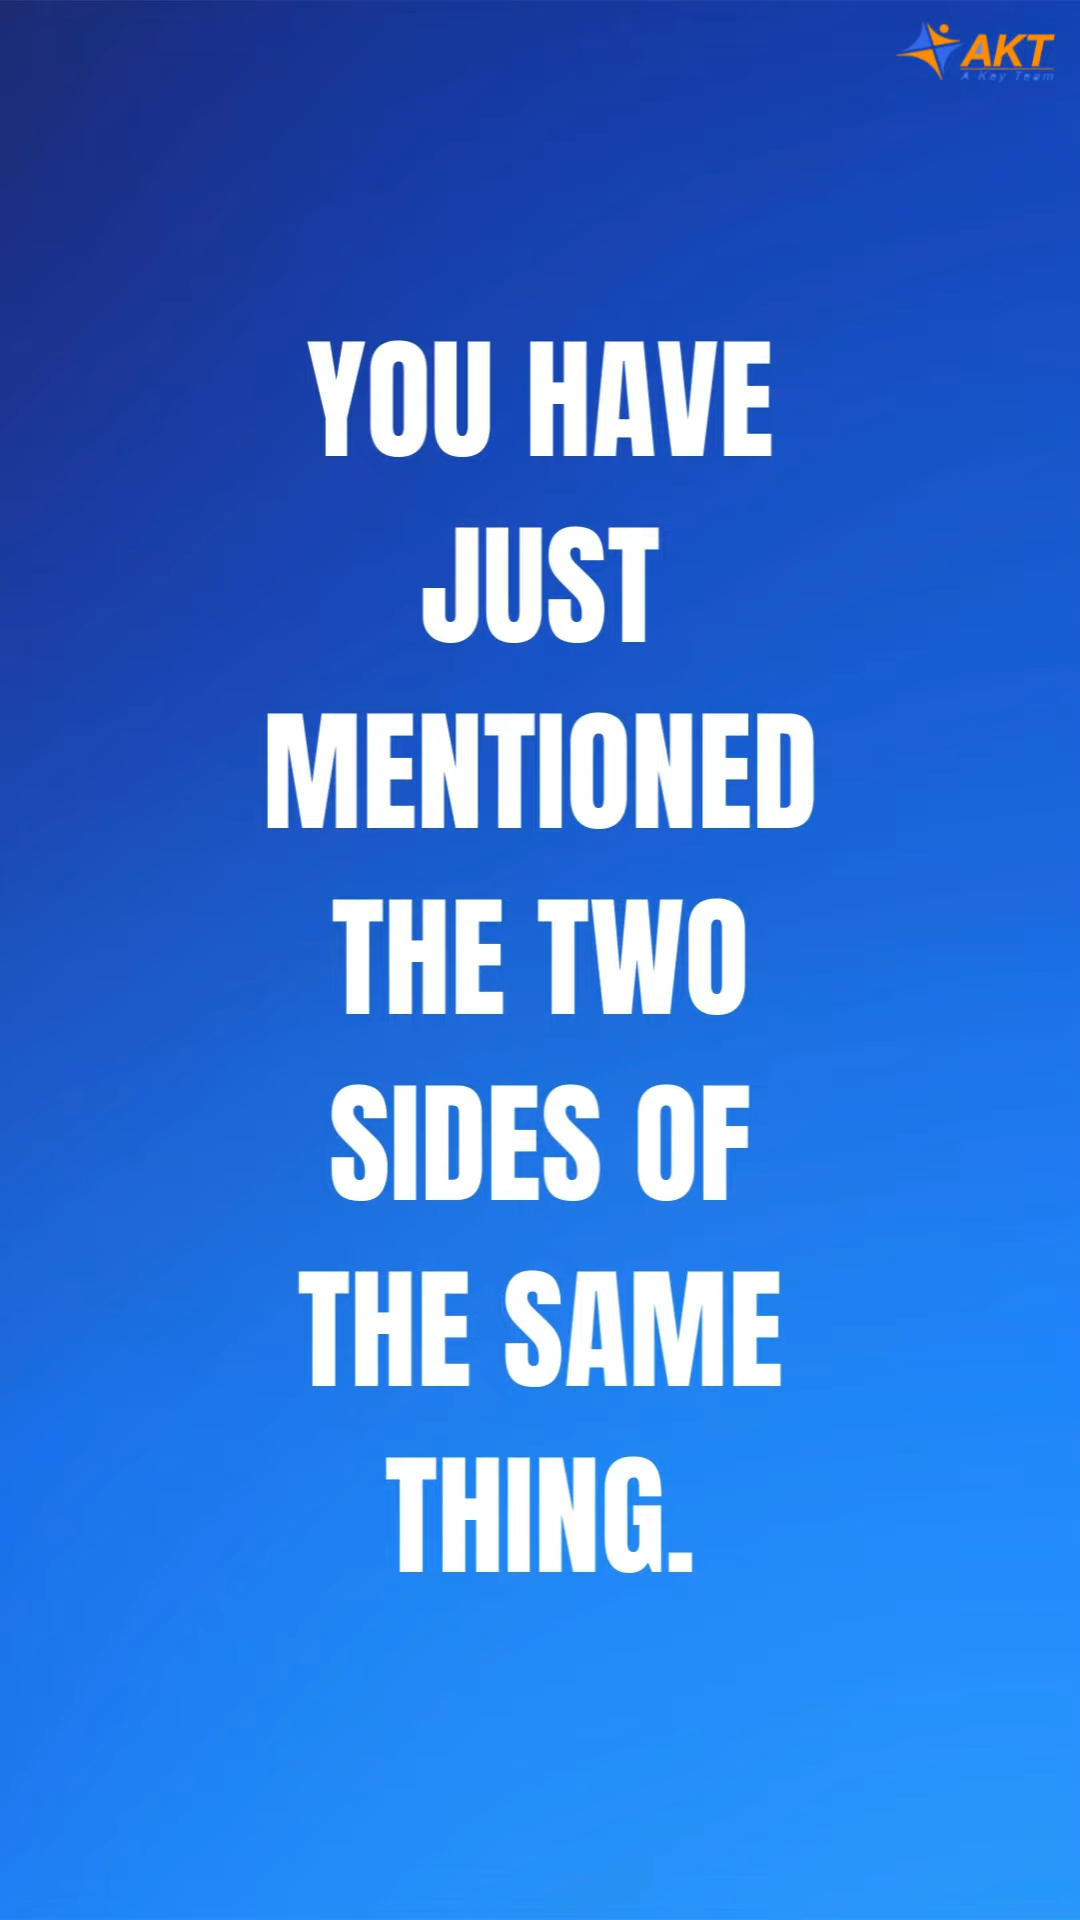 AKT
A Key Team
YOU HAVE
JUST
MENTIONED
THE TWO
SIDES OF
THE SAME
THING.